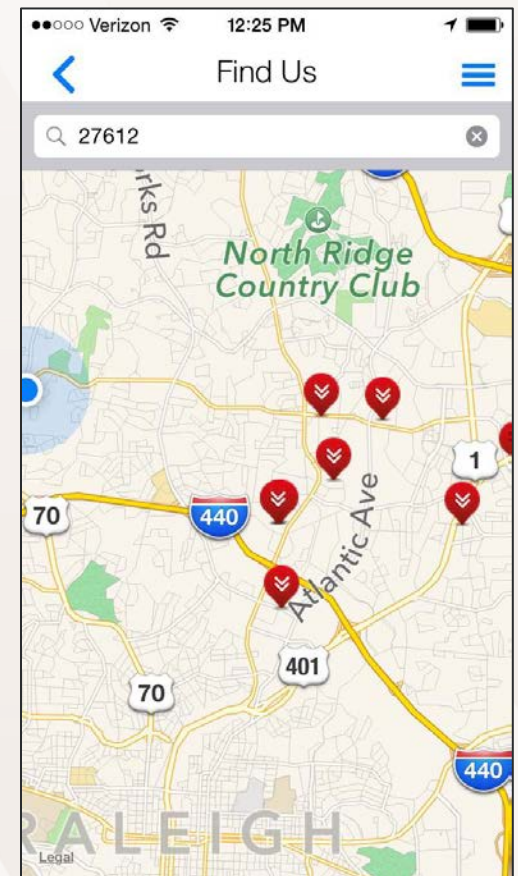 Verizon 12:25 PM
Find Us
27612
rks Rd
North Ridge
Country Club
1
70
440
Atlantic Ave
401
70
440
RALEIGH
Legal